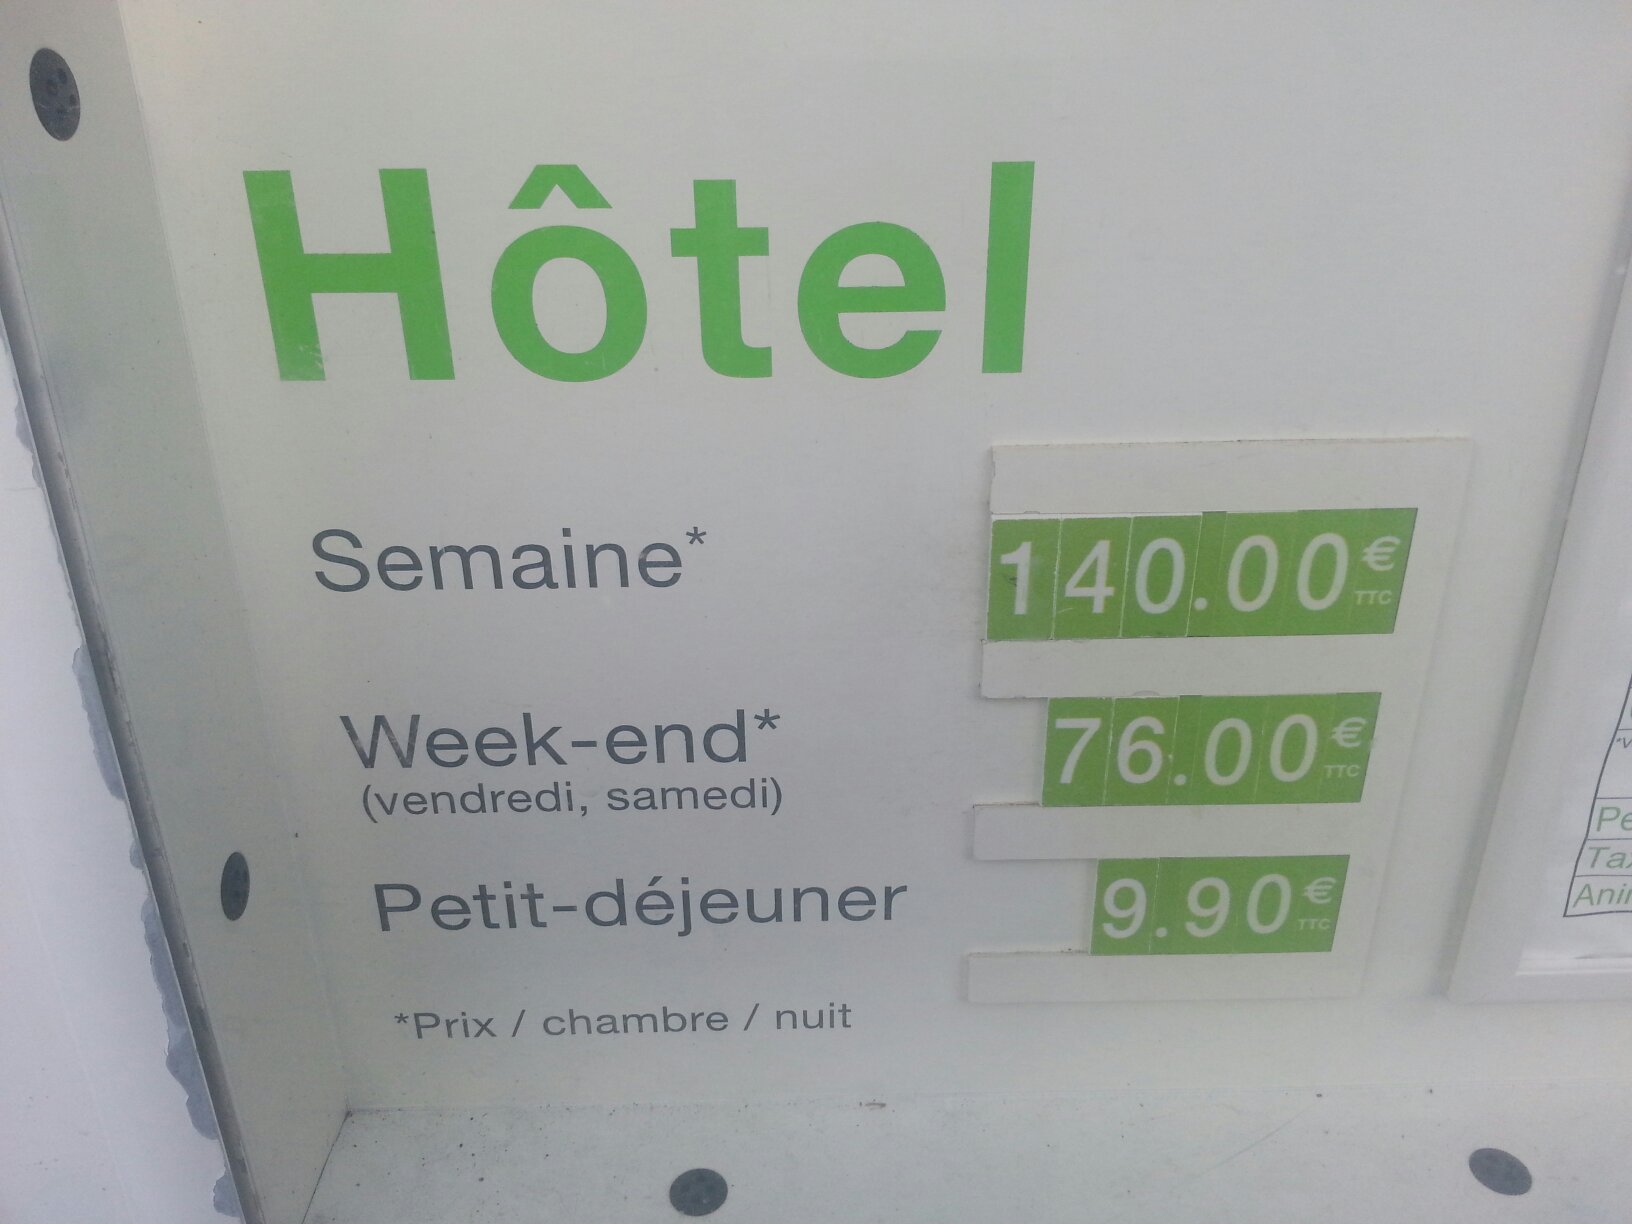 Hôtel
Semaine* 140.00 € TTC
Week-end* 76.00 € TTC
(vendredi, samedi)
Petit-déjeuner 9.90 € TTC
*Prix / chambre / nuit